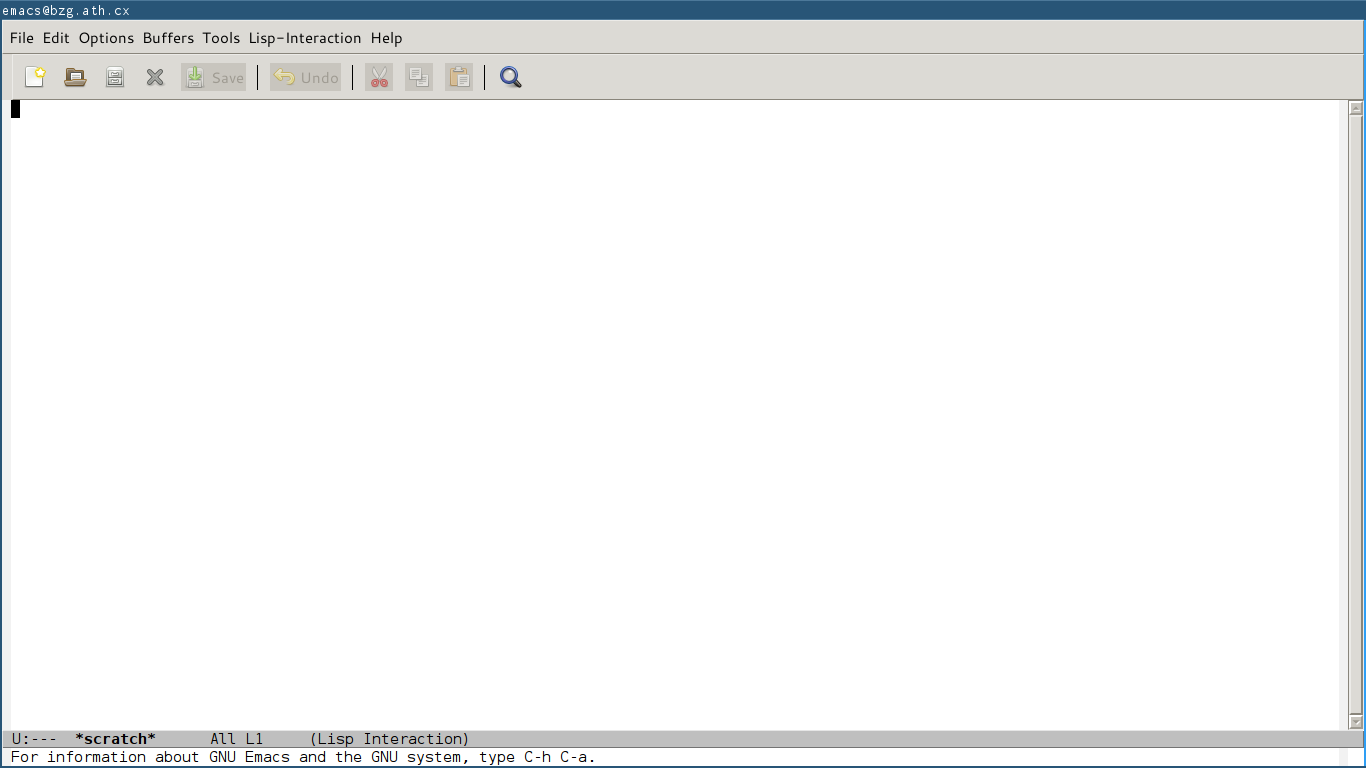 emacs@bzg.ath.cx
File Edit Options Buffers Tools Lisp-Interaction Help
Save Undo
U:--- *scratch* All L1 (Lisp Interaction)
For information about GNU Emacs and the GNU system, type C-h C-a.